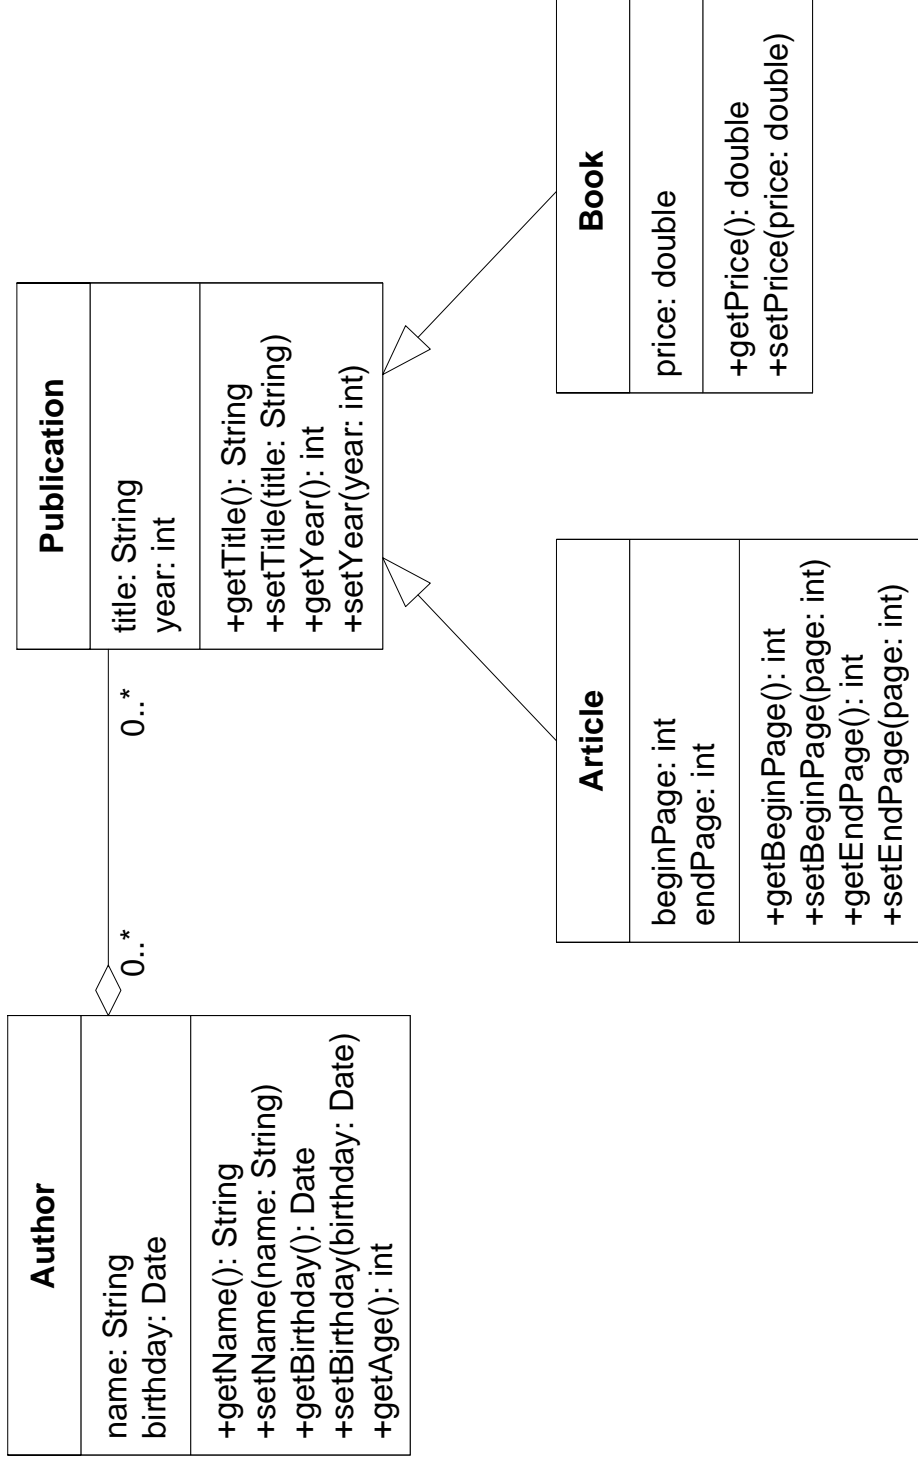 Author
name: String
birthday: Date
+getName(): String
+setName(name: String)
+getBirthday(): Date
+setBirthday(birthday: Date)
+getAge(): int
0..*
0..*
Publication
title: String
year: int
+getTitle(): String
+setTitle(title: String)
+getYear(): int
+setYear(year: int)
Article
beginPage: int
endPage: int
+getBeginPage(): int
+setBeginPage(page: int)
+getEndPage(): int
+setEndPage(page: int)
Book
price: double
+getPrice(): double
+setPrice(price: double)